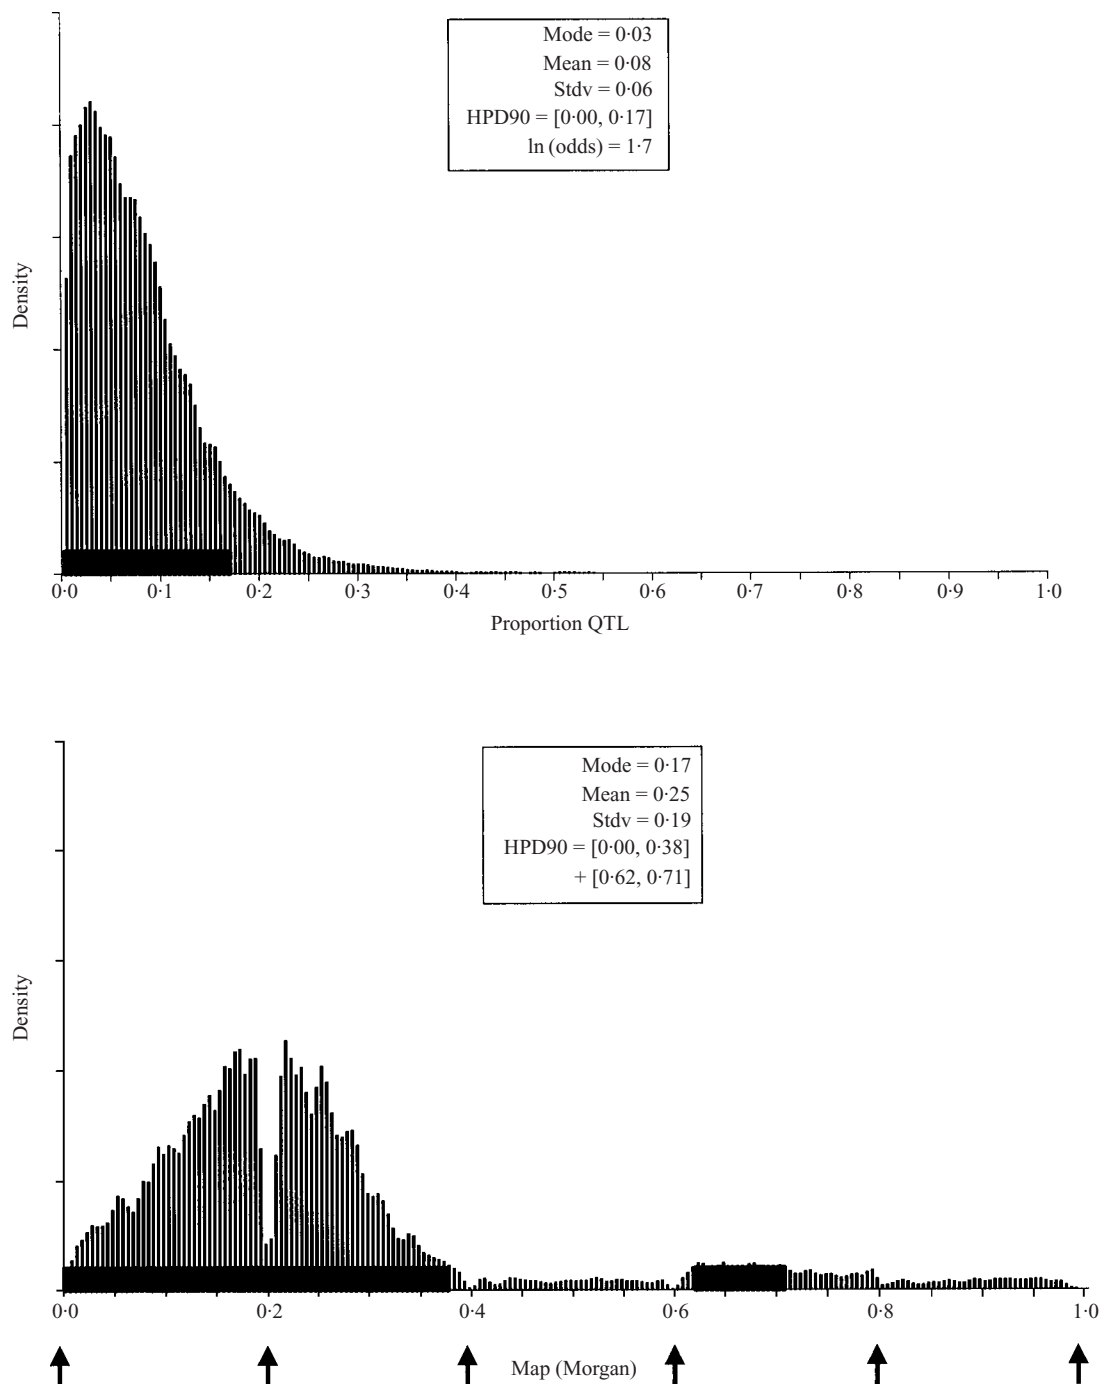 Mode = 0·03
Mean = 0·08
Stdv = 0·06
HPD90 = [0·00, 0·17]
ln (odds) = 1·7
Density
0·0 0·1 0·2 0·3 0·4 0·5 0·6 0·7 0·8 0·9 1·0
Proportion QTL
Mode = 0·17
Mean = 0·25
Stdv = 0·19
HPD90 = [0·00, 0·38]
+ [0·62, 0·71]
Density
0·0 0·2 0·4 0·6 0·8 1·0
Map (Morgan)